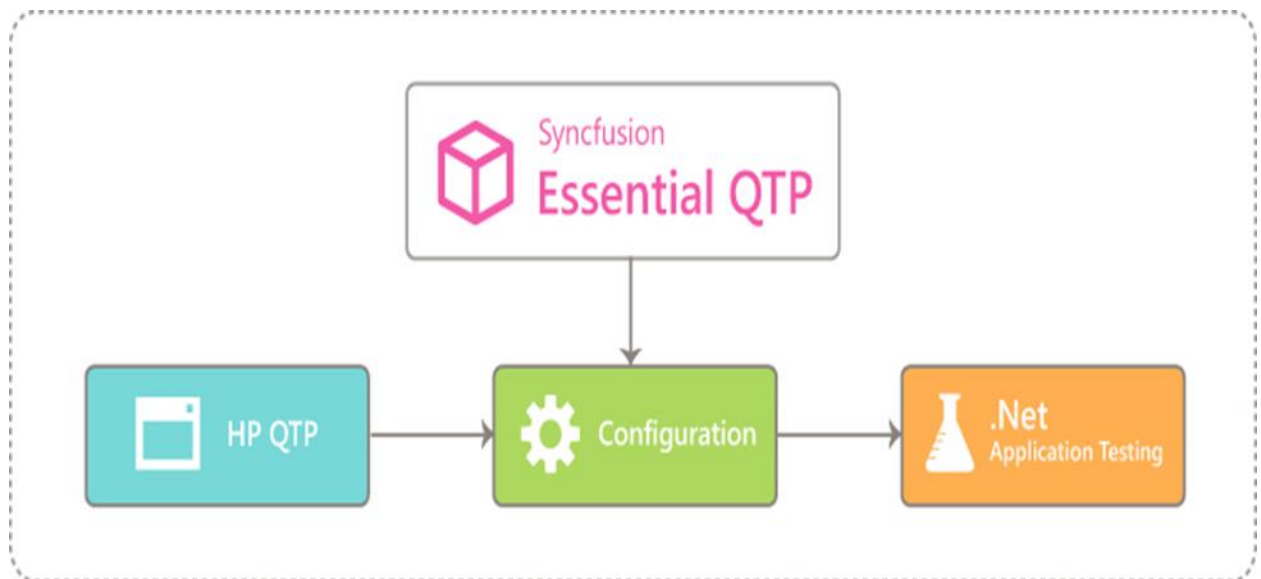 Syncfusion
Essential QTP
HP QTP
Configuration
.Net
Application Testing